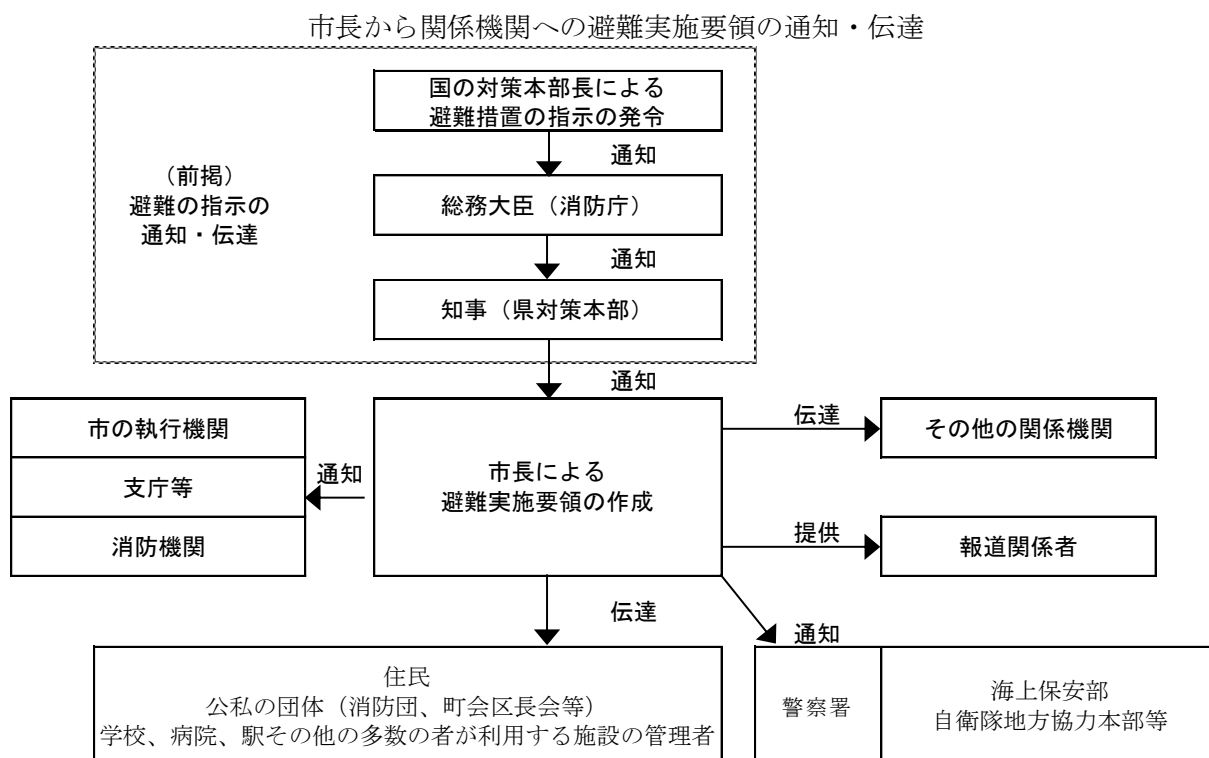 市長から関係機関への避難実施要領の通知・伝達
国の対策本部長による
避難措置の指示の発令
通知
(前掲)
避難の指示の
通知・伝達
総務大臣(消防庁)
通知
知事(県対策本部)
通知
市の執行機関
支庁等
消防機関
通知
市長による
避難実施要領の作成
伝達
その他の関係機関
提供
報道関係者
伝達
通知
住民
公私の団体(消防団、町会区長会等)
学校、病院、駅その他の多数の者が利用する施設の管理者
警察署
海上保安部
自衛隊地方協力本部等